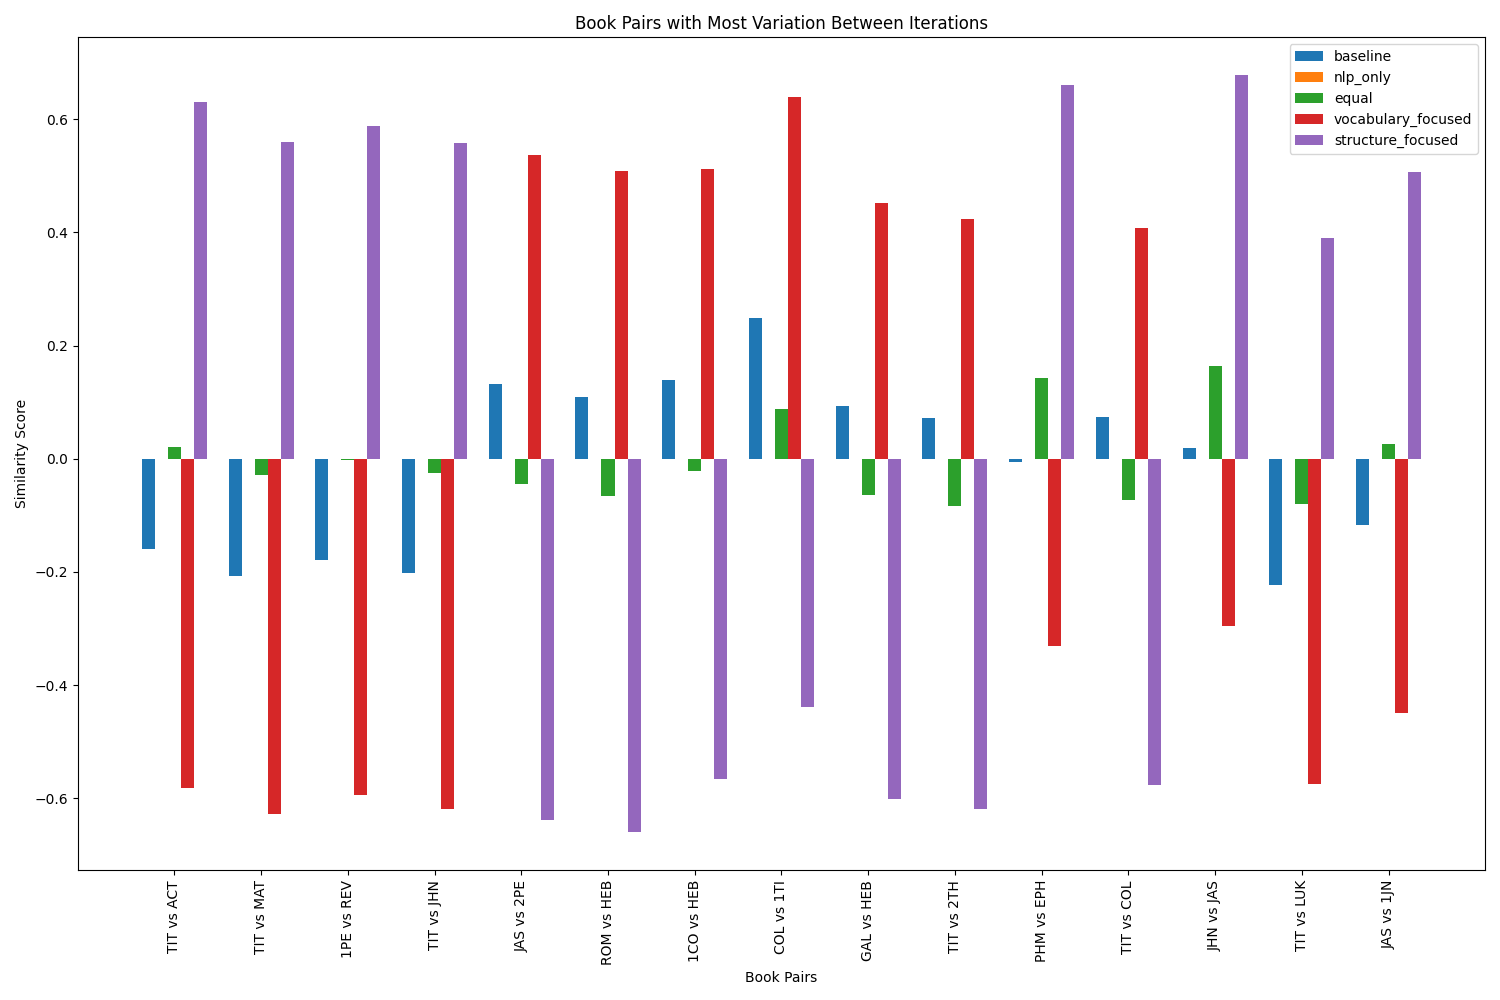 Book Pairs with Most Variation Between Iterations
baseline
nlp_only
equal
vocabulary_focused
structure_focused
Similarity Score
0.6
0.4
0.2
0.0
−0.2
−0.4
−0.6
TIT vs ACT
TIT vs MAT
1PE vs REV
TIT vs JHN
JAS vs 2PE
ROM vs HEB
1CO vs HEB
COL vs 1TI
GAL vs HEB
TIT vs 2TH
PHM vs EPH
TIT vs COL
JHN vs JAS
TIT vs LUK
JAS vs 1JN
Book Pairs